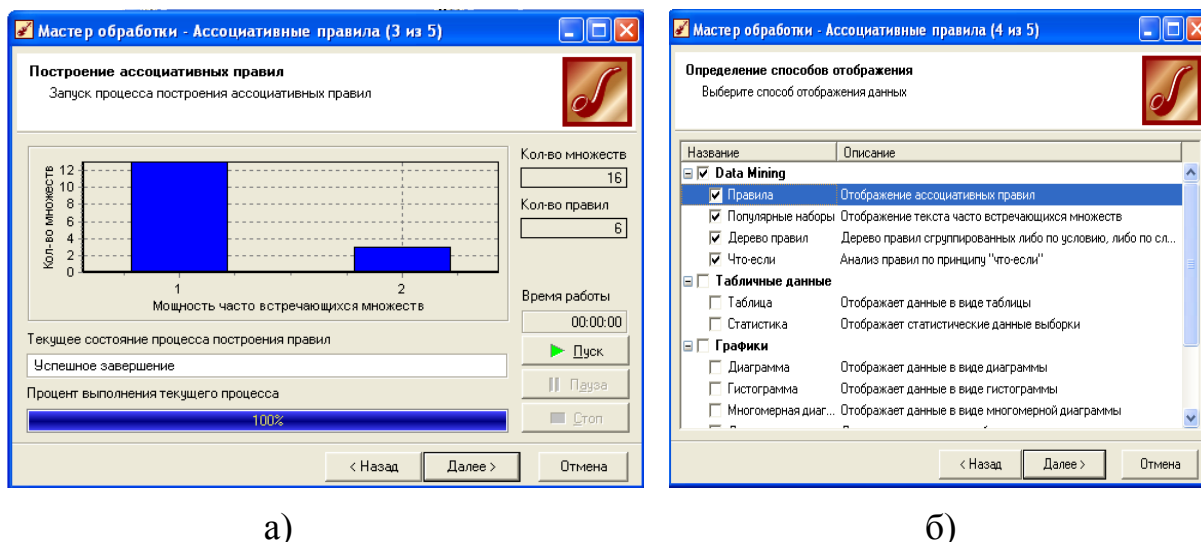 Мастер обработки - Ассоциативные правила (3 из 5)
Построение ассоциативных правил
Запуск процесса построения ассоциативных правил
Кол-во множеств
12
10
8
6
4
2
0
1
2
Мощность часто встречающихся множеств
Кол-во множеств
16
Кол-во правил
6
Время работы
00:00:00
Текущее состояние процесса построения правил
Успешное завершение
Процент выполнения текущего процесса
100%
Пуск
Пауза
Стоп
< Назад
Далее >
Отмена
а)
Мастер обработки - Ассоциативные правила (4 из 5)
Определение способов отображения
Выберите способ отображения данных
Название Описание
Data Mining
Правила Отображение ассоциативных правил
Популярные наборы Отображение текста часто встречающихся множеств
Дерево правил Дерево правил сгруппированных либо по условию, либо по сл...
Что-если Анализ правил по принципу "что-если"
Табличные данные
Таблица Отображает данные в виде таблицы
Статистика Отображает статистические данные выборки
Графики
Диаграмма Отображает данные в виде диаграммы
Гистограмма Отображает данные в виде гистограммы
Многомерная диаг... Отображает данные в виде многомерной диаграммы
< Назад
Далее >
Отмена
б)